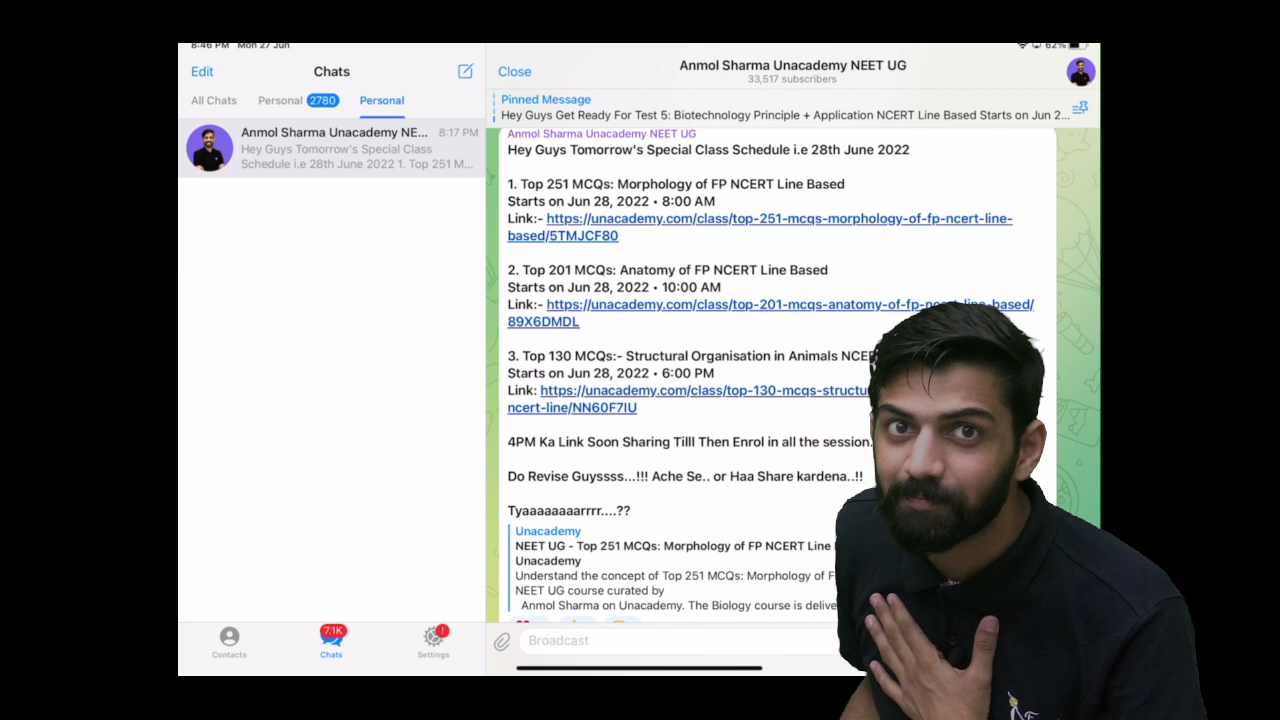 8:46 PM Mon 27 Jun
62%
Edit
Chats
All Chats
Personal 2780
Personal
Anmol Sharma Unacademy NE... 8:17 PM
Hey Guys Tomorrow's Special Class
Schedule i.e 28th June 2022 1. Top 251 M...
7.1K
!
Contacts
Chats
Settings
Close
Anmol Sharma Unacademy NEET UG
33,517 subscribers
Pinned Message
Hey Guys Get Ready For Test 5: Biotechnology Principle + Application NCERT Line Based Starts on Jun 2...
Anmol Sharma Unacademy NEET UG
Hey Guys Tomorrow's Special Class Schedule i.e 28th June 2022
1. Top 251 MCQs: Morphology of FP NCERT Line Based
Starts on Jun 28, 2022 • 8:00 AM
Link:- https://unacademy.com/class/top-251-mcqs-morphology-of-fp-ncert-line-
based/5TMJCF80
2. Top 201 MCQs: Anatomy of FP NCERT Line Based
Starts on Jun 28, 2022 • 10:00 AM
Link:- https://unacademy.com/class/top-201-mcqs-anatomy-of-fp-ncert-line-based/
89X6DMDL
3. Top 130 MCQs:- Structural Organisation in Animals NCE
Starts on Jun 28, 2022 • 6:00 PM
Link: https://unacademy.com/class/top-130-mcqs-structu
ncert-line/NN60F7IU
4PM Ka Link Soon Sharing Tilll Then Enrol in all the session.
Do Revise Guyssss...!!! Ache Se.. or Haa Share kardena..!!
Tyaaaaaaaarrrr....??
Unacademy
NEET UG - Top 251 MCQs: Morphology of FP NCERT Line
Unacademy
Understand the concept of Top 251 MCQs: Morphology of F
NEET UG course curated by
Anmol Sharma on Unacademy. The Biology course is delive
Broadcast